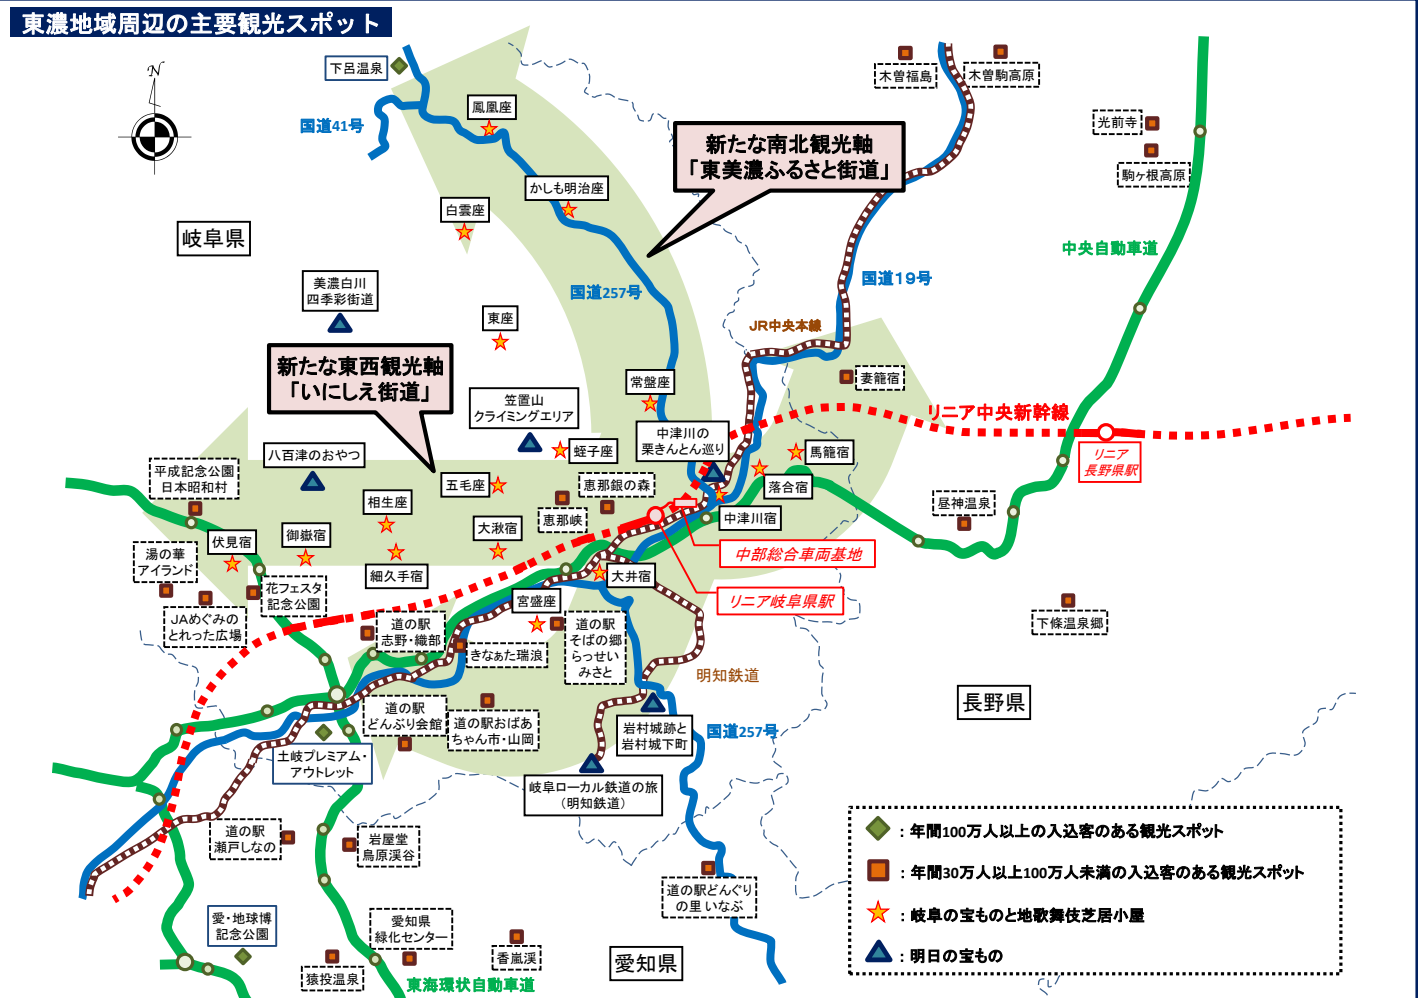 東濃地域周辺の主要観光スポット
N
下呂温泉
国道41号
鳳凰座
木曽福島
木曽駒高原
光前寺
駒ヶ根高原
新たな南北観光軸
「東美濃ふるさと街道」
かしも明治座
白雲座
岐阜県
中央自動車道
美濃白川
四季彩街道
国道257号
国道19号
東座
JR中央本線
新たな東西観光軸
「いにしえ街道」
常盤座
妻籠宿
笠置山
クライミングエリア
リニア中央新幹線
中津川の
栗きんとん巡り
リニア
長野県駅
八百津のおやつ
蛭子座
馬籠宿
平成記念公園
日本昭和村
五毛座
恵那銀の森
落合宿
相生座
恵那峡
昼神温泉
中津川宿
伏見宿
御嶽宿
大湫宿
中部総合車両基地
湯の華
アイランド
細久手宿
大井宿
花フェスタ
記念公園
リニア岐阜県駅
宮盛座
JAめぐみの
とれった広場
道の駅
志野・織部
道の駅
そばの郷
らっせい
みさと
下條温泉郷
きなぁた瑞浪
明知鉄道
長野県
道の駅
どんぶり会館
道の駅おばあ
ちゃん市・山岡
岩村城跡と
岩村城下町
国道257号
土岐プレミアム・
アウトレット
岐阜ローカル鉄道の旅
（明知鉄道）
道の駅
瀬戸しなの
岩屋堂
鳥原渓谷
：年間100万人以上の入込客のある観光スポット
：年間30万人以上100万人未満の入込客のある観光スポット
：岐阜の宝ものと地歌舞伎芝居小屋
：明日の宝もの
道の駅どんぐり
の里 いなぶ
愛・地球博
記念公園
愛知県
緑化センター
香嵐渓
愛知県
猿投温泉
東海環状自動車道